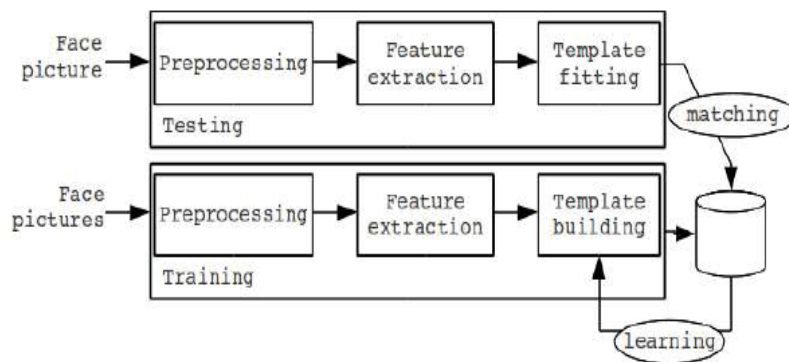 Face
picture
Preprocessing
Feature
extraction
Template
fitting
Testing
matching
Face
pictures
Preprocessing
Feature
extraction
Template
building
Training
learning